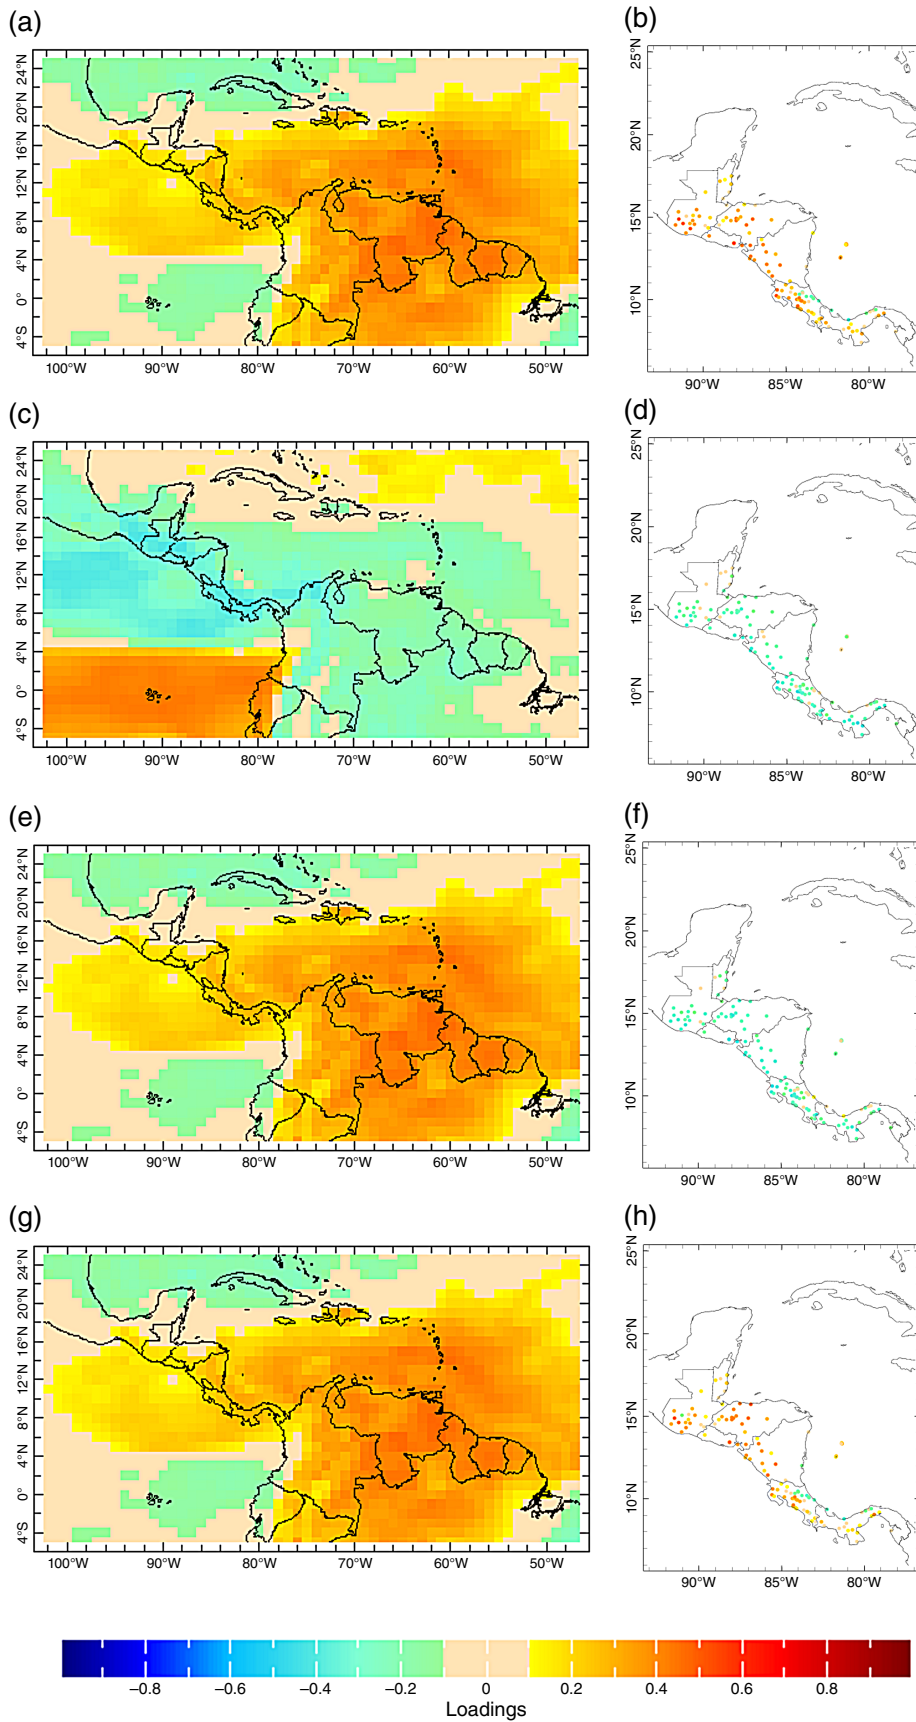 (a)
24°N
20°N
16°N
12°N
8°N
4°N
0°
4°S
100°W
90°W
80°W
70°W
60°W
50°W
(b)
25°N
20°N
15°N
10°N
90°W
85°W
80°W
(c)
24°N
20°N
16°N
12°N
8°N
4°N
0°
4°S
100°W
90°W
80°W
70°W
60°W
50°W
(d)
25°N
20°N
15°N
10°N
90°W
85°W
80°W
(e)
24°N
20°N
16°N
12°N
8°N
4°N
0°
4°S
100°W
90°W
80°W
70°W
60°W
50°W
(f)
25°N
20°N
15°N
10°N
90°W
85°W
80°W
(g)
24°N
20°N
16°N
12°N
8°N
4°N
0°
4°S
100°W
90°W
80°W
70°W
60°W
50°W
(h)
25°N
20°N
15°N
10°N
90°W
85°W
80°W
−0.8 −0.6 −0.4 −0.2 0 0.2 0.4 0.6 0.8
Loadings